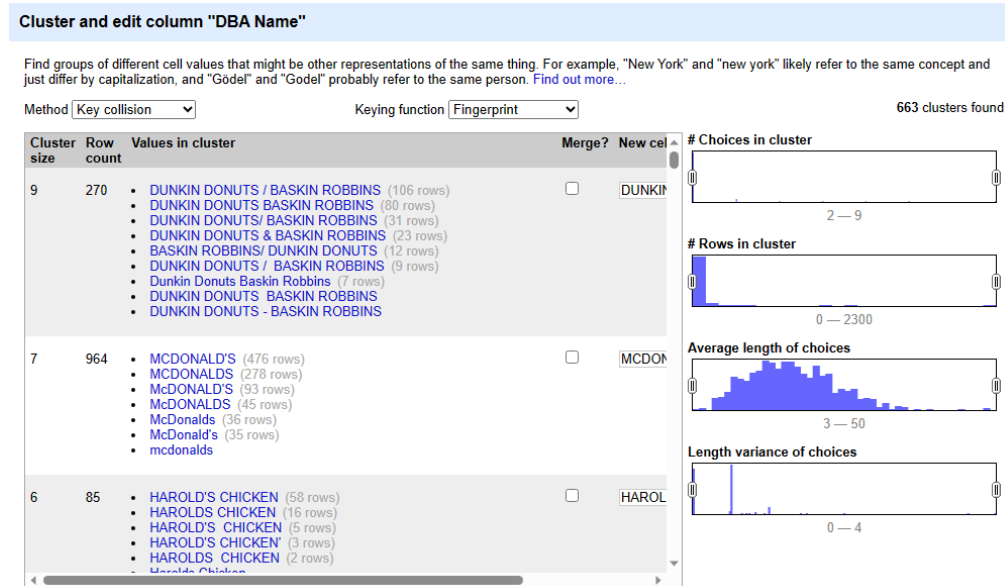 Cluster and edit column "DBA Name"
Find groups of different cell values that might be other representations of the same thing. For example, "New York" and "new york" likely refer to the same concept and
just differ by capitalization, and "Gödel" and "Godel" probably refer to the same person. Find out more…
Method Key collision Keying function Fingerprint 663 clusters found
Cluster size Row count Values in cluster Merge? New cel
9 270 • DUNKIN DONUTS / BASKIN ROBBINS (106 rows) DUNKIN
• DUNKIN DONUTS BASKIN ROBBINS (80 rows)
• DUNKIN DONUTS/ BASKIN ROBBINS (31 rows)
• DUNKIN DONUTS & BASKIN ROBBINS (23 rows)
• BASKIN ROBBINS/ DUNKIN DONUTS (12 rows)
• DUNKIN DONUTS /  BASKIN ROBBINS (9 rows)
• Dunkin Donuts Baskin Robbins (7 rows)
• DUNKIN DONUTS  BASKIN ROBBINS
• DUNKIN DONUTS - BASKIN ROBBINS
7 964 • MCDONALD'S (476 rows) MCDON
• MCDONALDS (278 rows)
• McDONALD'S (93 rows)
• McDONALDS (45 rows)
• McDonalds (36 rows)
• McDonald's (35 rows)
• mcdonalds
6 85 • HAROLD'S CHICKEN (58 rows) HAROL
• HAROLDS CHICKEN (16 rows)
• HAROLD'S  CHICKEN (5 rows)
• HAROLD'S CHICKEN' (3 rows)
• HAROLDS  CHICKEN (2 rows)
• Harolds Chicken
# Choices in cluster
2 — 9
# Rows in cluster
0 — 2300
Average length of choices
3 — 50
Length variance of choices
0 — 4